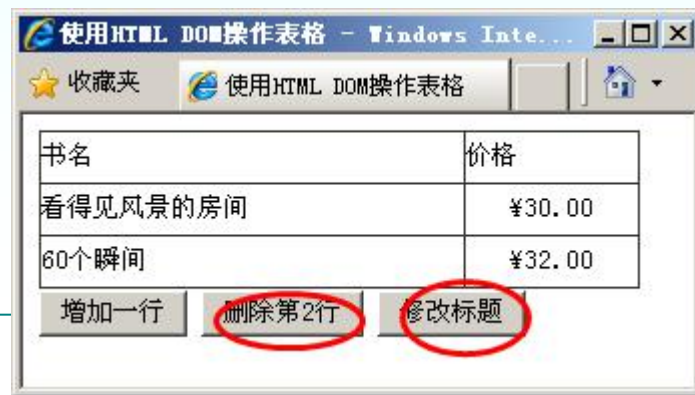 使用HTML DOM操作表格 - Windows Inte...
收藏夹 使用HTML DOM操作表格
书名 价格
看得见风景的房间 ¥30.00
60个瞬间 ¥32.00
增加一行 删除第2行 修改标题